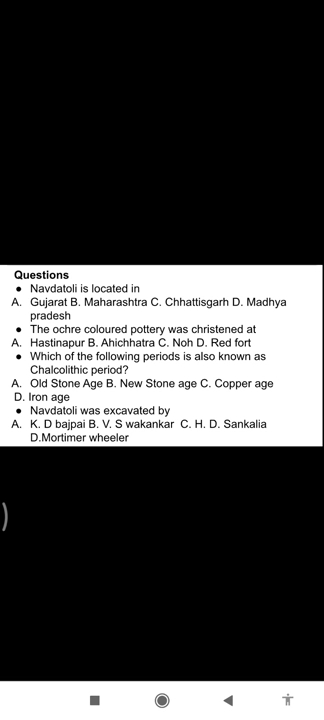 Questions
● Navdatoli is located in
A. Gujarat B. Maharashtra C. Chhattisgarh D. Madhya
pradesh
● The ochre coloured pottery was christened at
A. Hastinapur B. Ahichhatra C. Noh D. Red fort
● Which of the following periods is also known as
Chalcolithic period?
A. Old Stone Age B. New Stone age C. Copper age
D. Iron age
● Navdatoli was excavated by
A. K. D bajpai B. V. S wakankar C. H. D. Sankalia
D.Mortimer wheeler